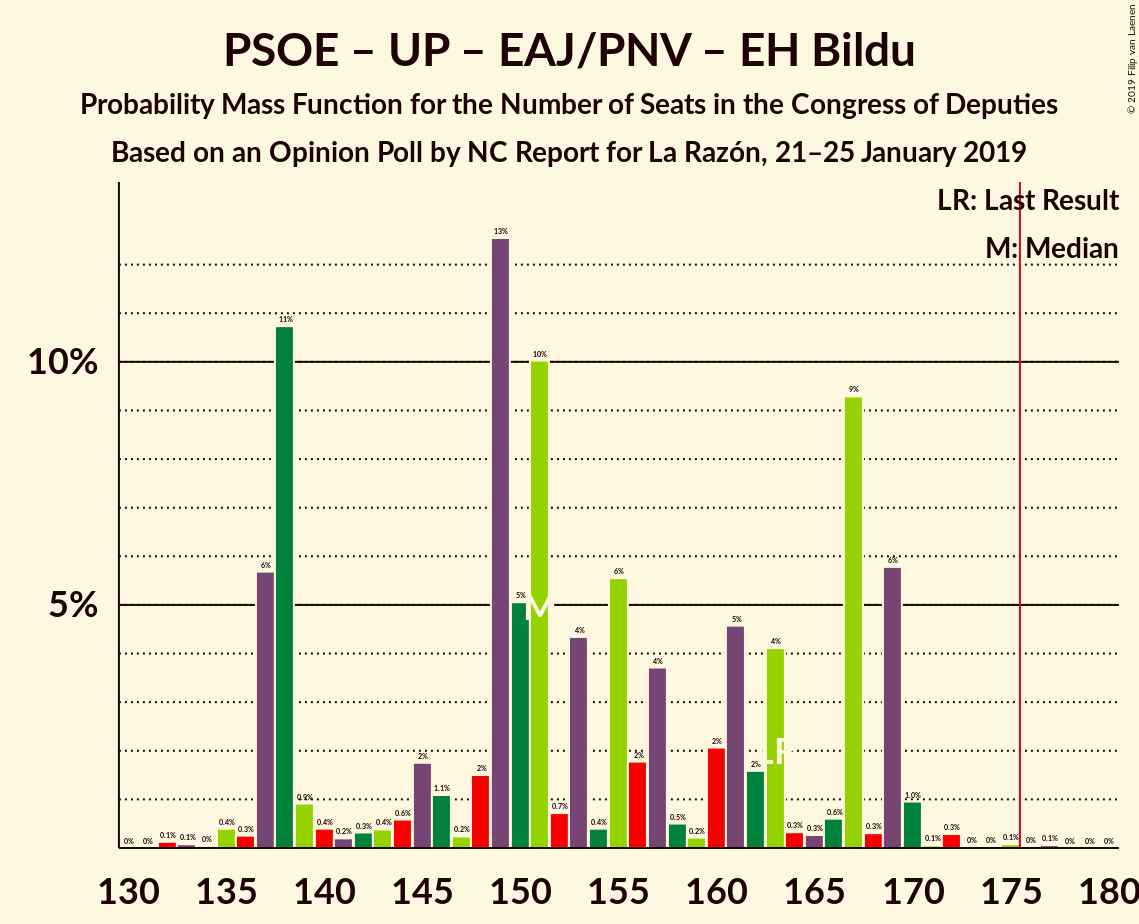 PSOE – UP – EAJ/PNV – EH Bildu
Probability Mass Function for the Number of Seats in the Congress of Deputies
Based on an Opinion Poll by NC Report for La Razón, 21–25 January 2019
© 2019 Filip van Laenen
LR: Last Result
M: Median
10%
5%
0% 0% 0.1% 0.1% 0% 0.4% 0.3% 6% 11% 0.9% 0.4% 0.2% 0.3% 0.4% 0.6% 2% 1.1% 0.2% 2% 13% 5% 10% 0.7% 4% 0.4% 6% 2% 4% 0.5% 0.2% 2% 5% 2% 4% 0.3% 0.3% 0.6% 9% 0.3% 6% 1.0% 0.1% 0.3% 0% 0% 0.1% 0% 0.1% 0% 0% 0%
M
LR
130 135 140 145 150 155 160 165 170 175 180